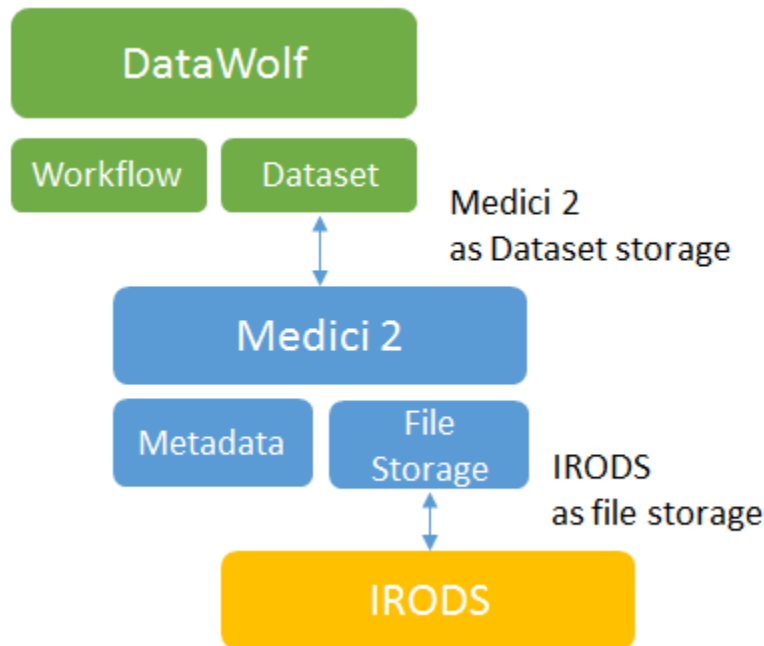 DataWolf
Workflow
Dataset
Medici 2
as Dataset storage
Medici 2
Metadata
File
Storage
IRODS
as file storage
IRODS